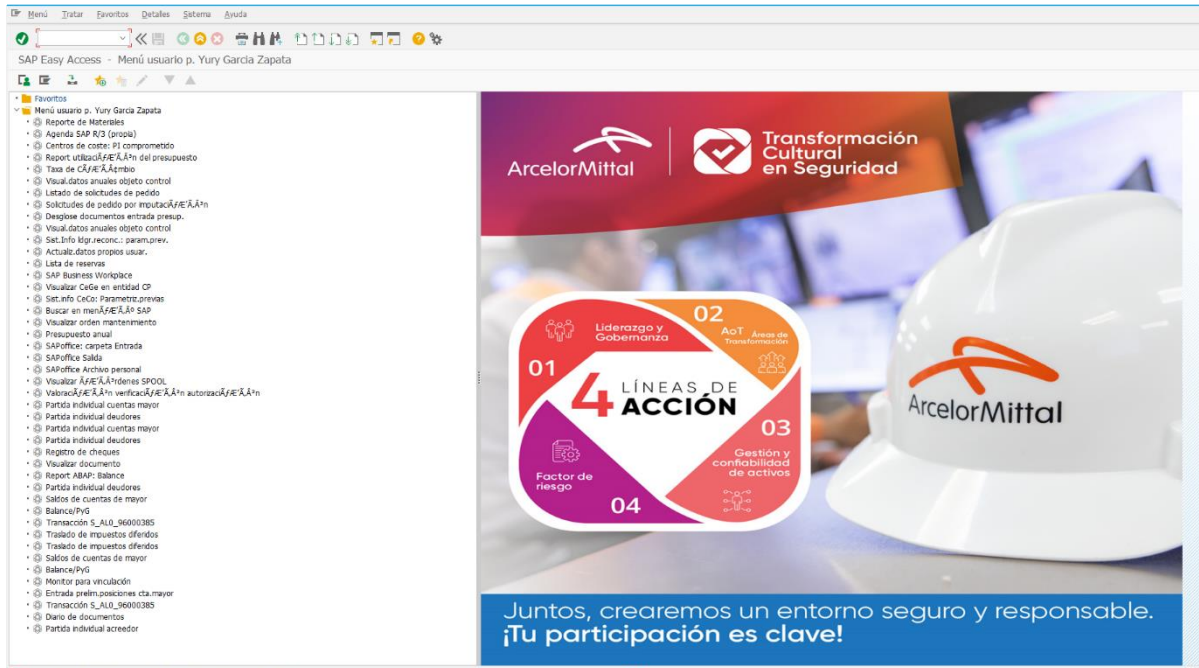 Menú Tratar Favoritos Detalles Sistema Ayuda
SAP Easy Access - Menú usuario p. Yury Garcia Zapata
Favoritos
Menú usuario p. Yury Garcia Zapata
Reporte de Materiales
Agenda SAP R/3 (propia)
Centros de coste: PI comprometido
Report utilizaciÃƒÆ’Ã‚Â³n del presupuesto
Taxa de CÃƒÆ’Ã‚Â¢mbio
Visual.datos anuales objeto control
Listado de solicitudes de pedido
Solicitudes de pedido por imputaciÃƒÆ’Ã‚Â³n
Desglose documentos entrada presup.
Visual.datos anuales objeto control
Sist.Info ldgr.reconc.: param.prev.
Actualiz.datos propios usuar.
Lista de reservas
SAP Business Workplace
Visualizar CeGe en entidad CP
Sist.info CeCo: Parametriz.previas
Buscar en menÃƒÆ’Ã‚Âº SAP
Visualizar orden mantenimiento
Presupuesto anual
SAPoffice: carpeta Entrada
SAPoffice Salida
SAPoffice Archivo personal
Visualizar ÃƒÆ’Ã‚Â³rdenes SPOOL
ValoraciÃƒÆ’Ã‚Â³n verificaciÃƒÆ’Ã‚Â³n autorizaciÃƒÆ’Ã‚Â³n
Partida individual cuentas mayor
Partida individual deudores
Partida individual cuentas mayor
Partida individual deudores
Registro de cheques
Visualizar documento
Report ABAP: Balance
Partida individual deudores
Saldos de cuentas de mayor
Balance/PyG
Transacción S_AL0_96000385
Traslado de impuestos diferidos
Traslado de impuestos diferidos
Saldos de cuentas de mayor
Balance/PyG
Monitor para vinculación
Entrada prelim.posiciones cta.mayor
Transacción S_AL0_96000385
Diario de documentos
Partida individual acreedor
ArcelorMittal
Transformación
Cultural
en Seguridad
01
Liderazgo y
Gobernanza
02
AoT Áreas de
Transformación
4 LÍNEAS DE
ACCIÓN
03
Gestión y
confiabilidad
de activos
Factor de
riesgo
04
ArcelorMittal
Juntos, crearemos un entorno seguro y responsable.
¡Tu participación es clave!